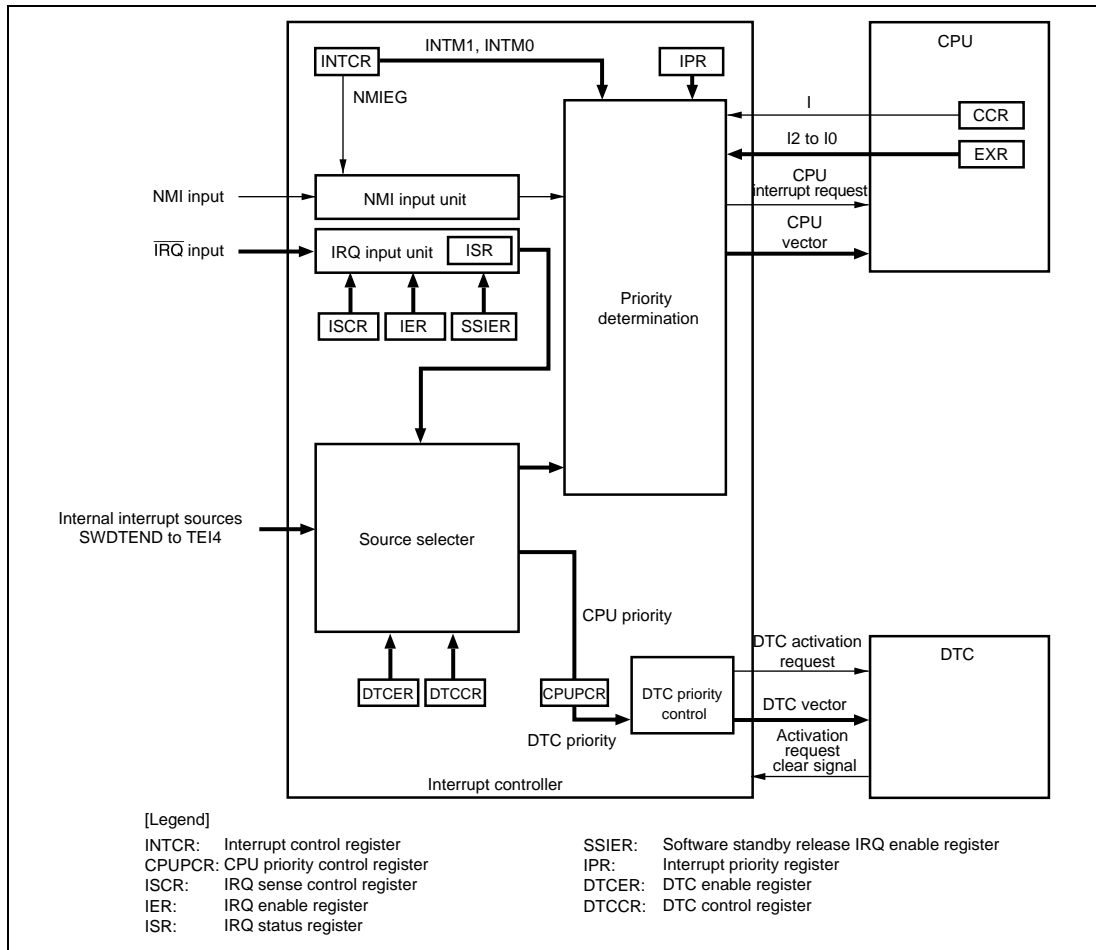 INTCR
INTM1, INTM0
IPR
CPU
NMIEG
I
CCR
I2 to I0
EXR
CPU
interrupt request
CPU
vector
NMI input
NMI input unit
IRQ input
IRQ input unit
ISR
ISCR
IER
SSIER
Priority
determination
Internal interrupt sources
SWDTEND to TEI4
Source selecter
CPU priority
DTCER
DTCCR
CPUPCR
DTC priority
DTC priority
control
DTC activation
request
DTC vector
Activation
request
clear signal
DTC
Interrupt controller
[Legend]
INTCR: Interrupt control register
CPUPCR: CPU priority control register
ISCR: IRQ sense control register
IER: IRQ enable register
ISR: IRQ status register
SSIER: Software standby release IRQ enable register
IPR: Interrupt priority register
DTCER: DTC enable register
DTCCR: DTC control register